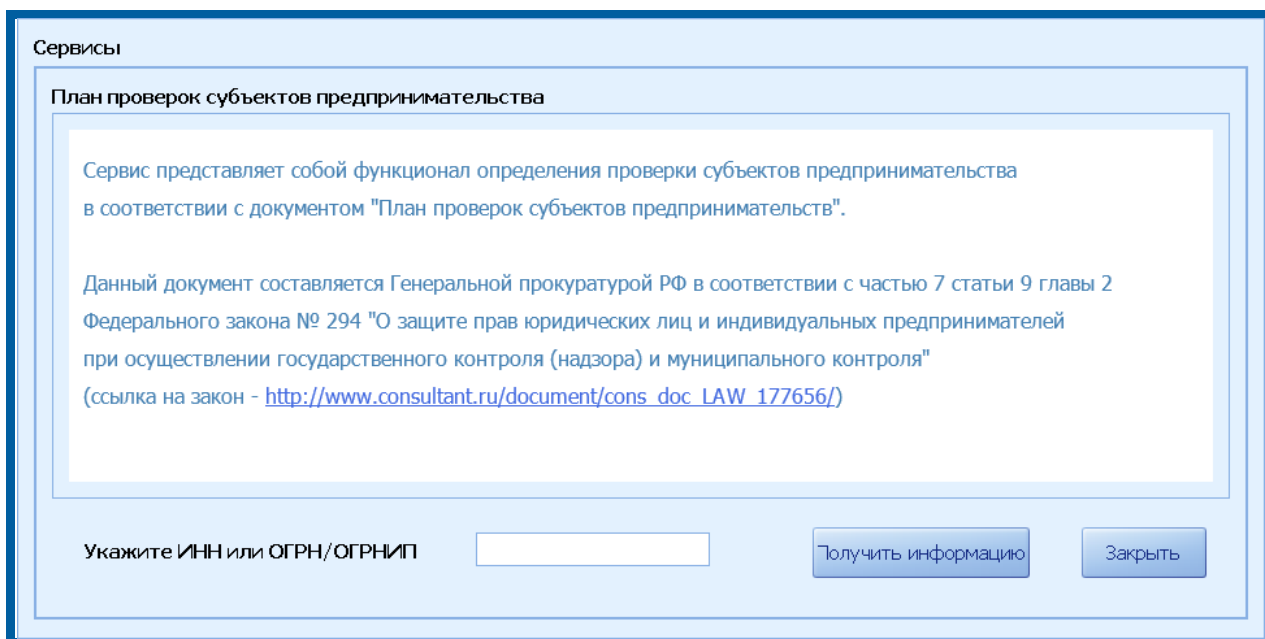 Сервисы
План проверок субъектов предпринимательства
Сервис представляет собой функционал определения проверки субъектов предпринимательства
в соответствии с документом "План проверок субъектов предпринимательств".
Данный документ составляется Генеральной прокуратурой РФ в соответствии с частью 7 статьи 9 главы 2
Федерального закона № 294 "О защите прав юридических лиц и индивидуальных предпринимателей
при осуществлении государственного контроля (надзора) и муниципального контроля"
(ссылка на закон - http://www.consultant.ru/document/cons_doc_LAW_177656/)
Укажите ИНН или ОГРН/ОГРНИП
Получить информацию
Закрыть